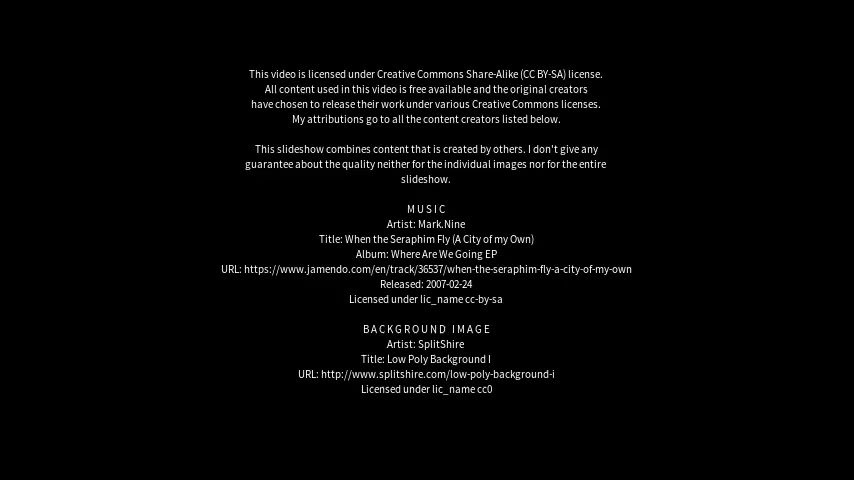 This video is licensed under Creative Commons Share-Alike (CC BY-SA) license.
All content used in this video is free available and the original creators
have chosen to release their work under various Creative Commons licenses.
My attributions go to all the content creators listed below.
This slideshow combines content that is created by others. I don't give any
guarantee about the quality neither for the individual images nor for the entire
slideshow.
MUSIC
Artist: Mark.Nine
Title: When the Seraphim Fly (A City of my Own)
Album: Where Are We Going EP
URL: https://www.jamendo.com/en/track/36537/when-the-seraphim-fly-a-city-of-my-own
Released: 2007-02-24
Licensed under lic_name cc-by-sa
BACKGROUND IMAGE
Artist: SplitShire
Title: Low Poly Background I
URL: http://www.splitshire.com/low-poly-background-i
Licensed under lic_name cc0